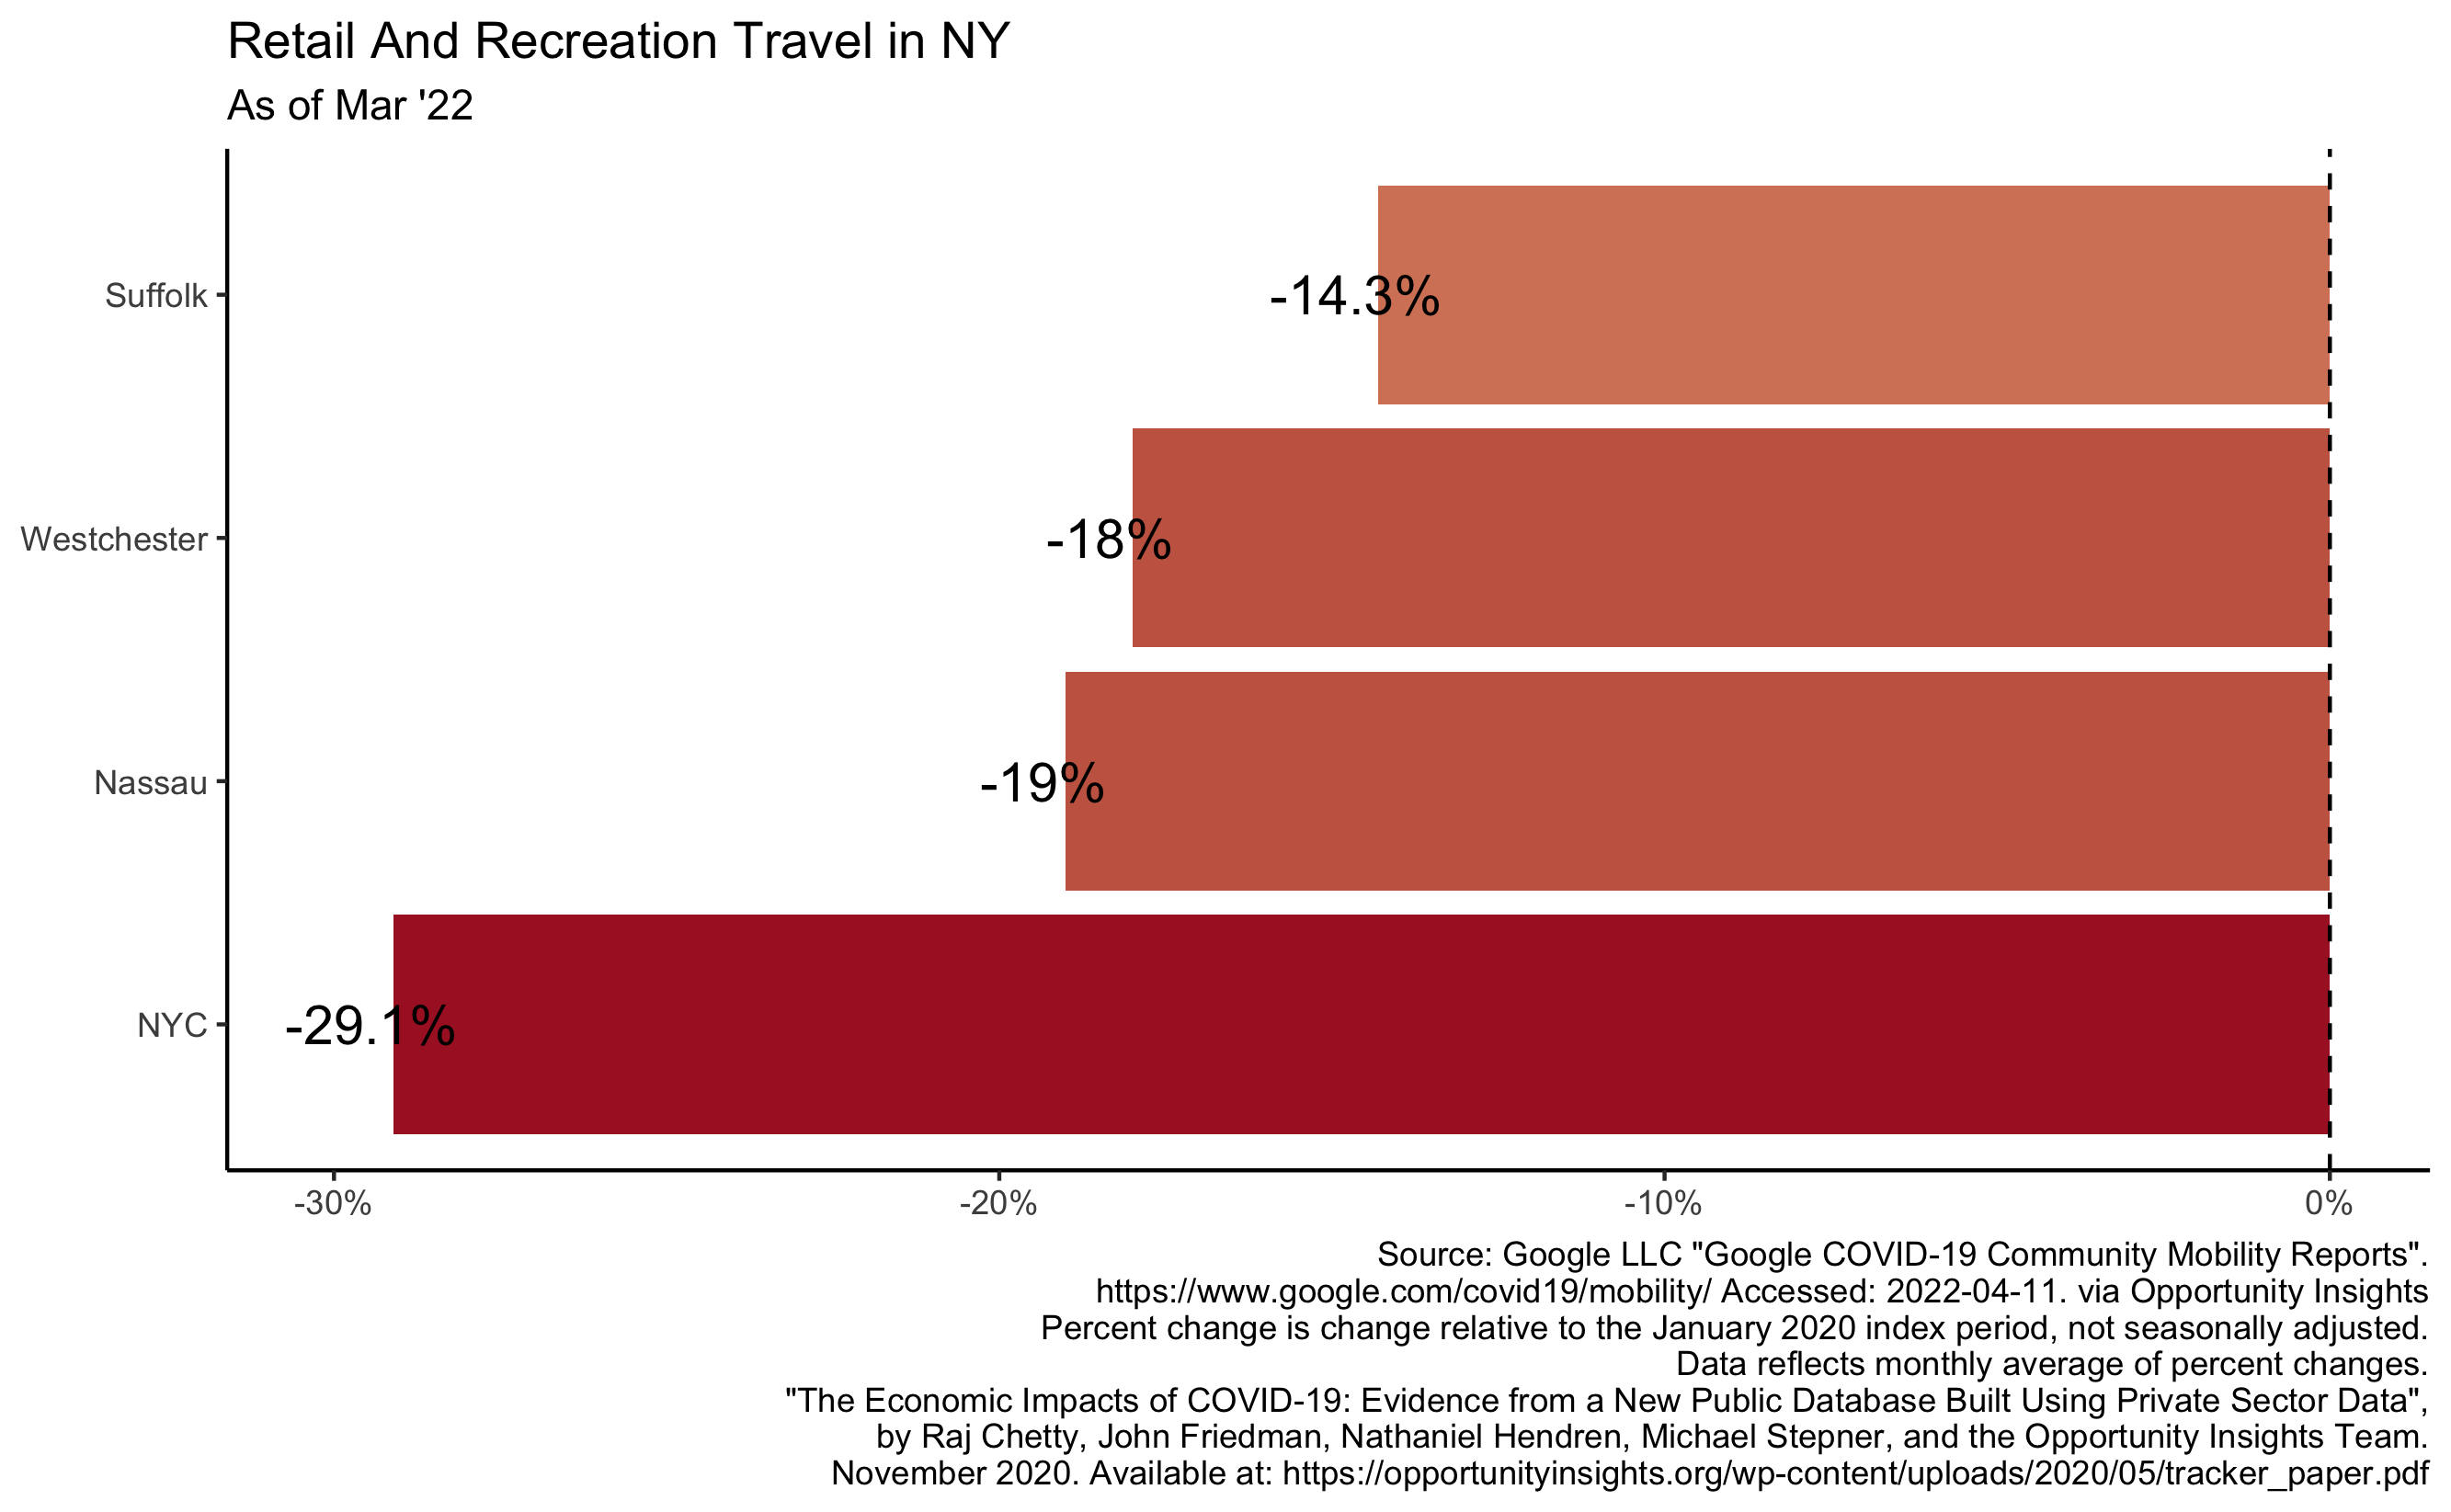 Retail And Recreation Travel in NY
As of Mar '22
Suffolk
-14.3%
Westchester
-18%
Nassau
-19%
NYC
-29.1%
-30% -20% -10% 0%
Source: Google LLC "Google COVID-19 Community Mobility Reports".
https://www.google.com/covid19/mobility/ Accessed: 2022-04-11. via Opportunity Insights
Percent change is change relative to the January 2020 index period, not seasonally adjusted.
Data reflects monthly average of percent changes.
"The Economic Impacts of COVID-19: Evidence from a New Public Database Built Using Private Sector Data",
by Raj Chetty, John Friedman, Nathaniel Hendren, Michael Stepner, and the Opportunity Insights Team.
November 2020. Available at: https://opportunityinsights.org/wp-content/uploads/2020/05/tracker_paper.pdf